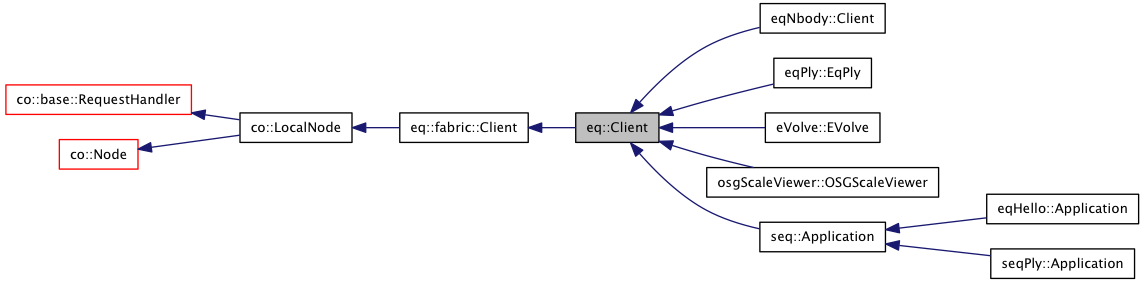 eqNbody::Client
eqPly::EqPly
co::base::RequestHandler
co::LocalNode
eq::fabric::Client
eq::Client
eVolve::EVolve
co::Node
osgScaleViewer::OSGScaleViewer
eqHello::Application
seq::Application
seqPly::Application